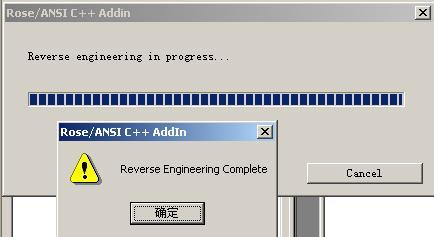 Rose/ANSI C++ Addin
Reverse engineering in progress...
Rose/ANSI C++ AddIn
Reverse Engineering Complete
确定
Cancel